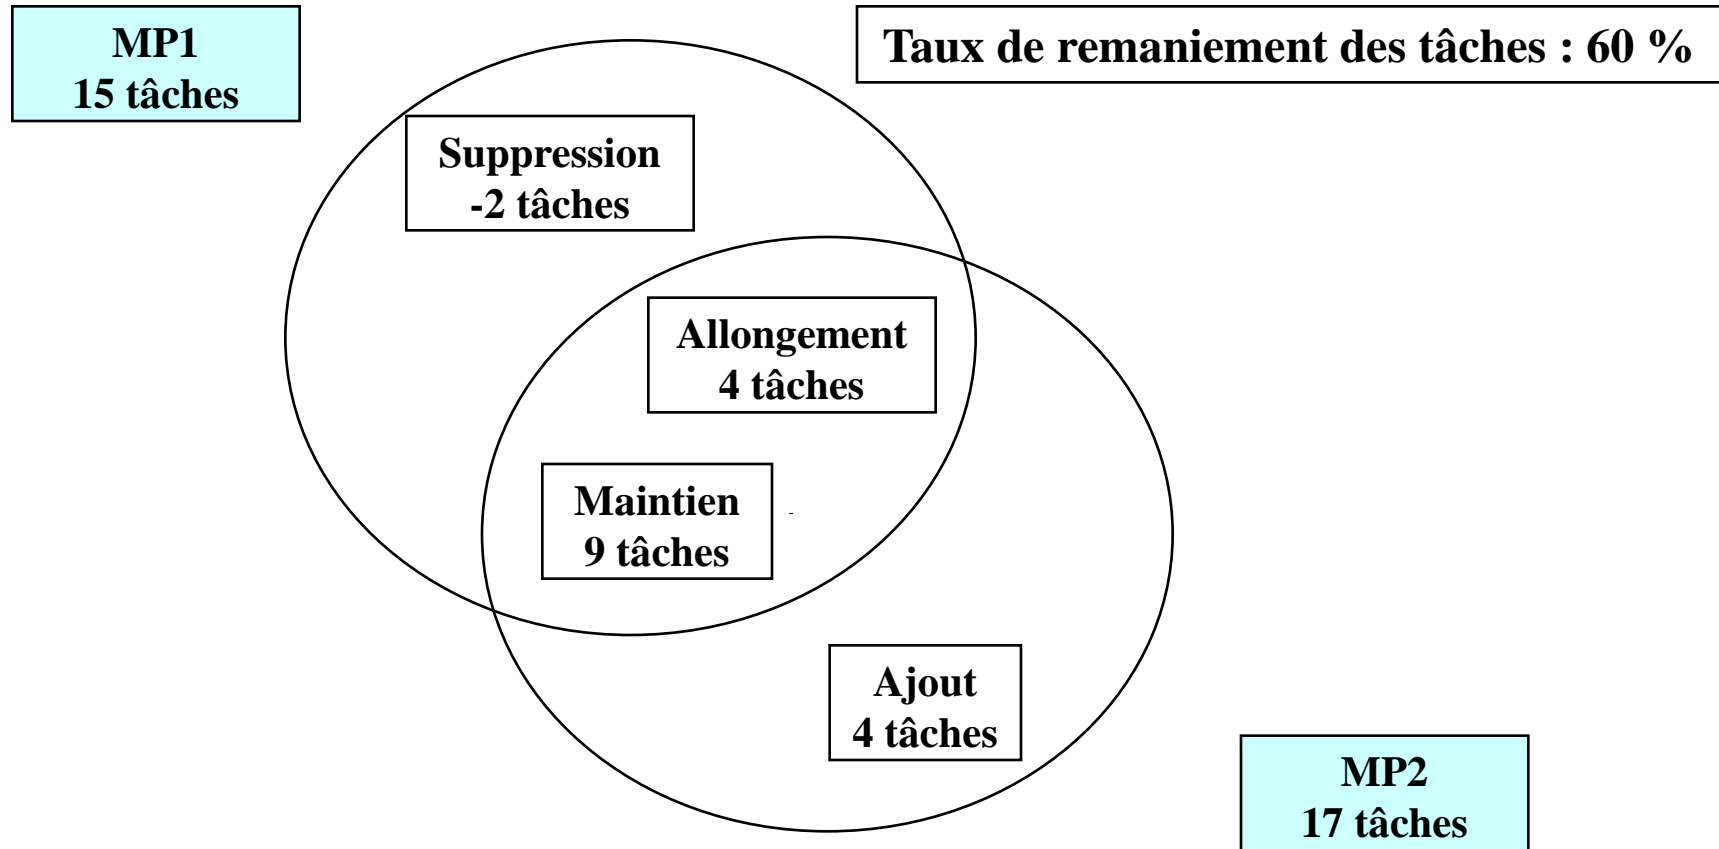 MP1
15 tâches
Taux de remaniement des tâches : 60 %
Suppression
-2 tâches
Allongement
4 tâches
Maintien
9 tâches
-
Ajout
4 tâches
MP2
17 tâches